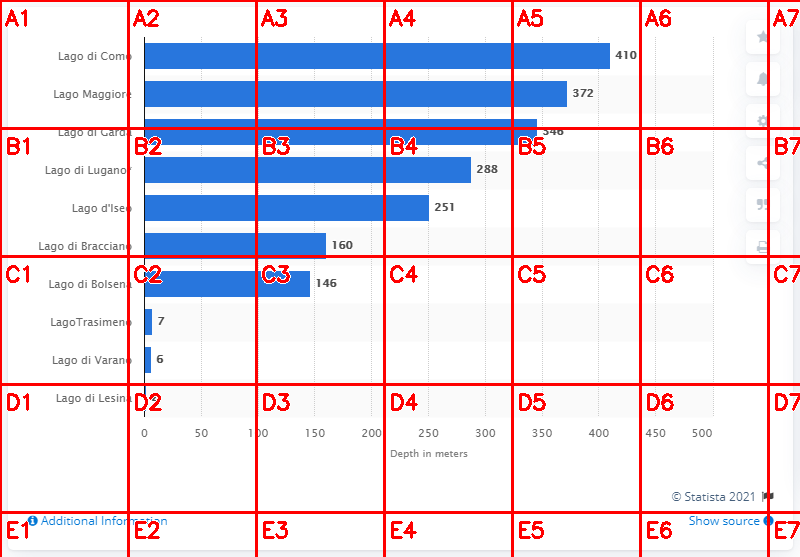 Lago di Como 410
Lago Maggiore 372
Lago di Garda 346
Lago di Lugano* 288
Lago d'Iseo 251
Lago di Bracciano 160
Lago di Bolsena 146
LagoTrasimeno 7
Lago di Varano 6
Lago di Lesina
0 50 100 150 200 250 300 350 400 450 500
Depth in meters
© Statista 2021
Additional Information Show source
A1 A2 A3 A4 A5 A6 A7
B1 B2 B3 B4 B5 B6 B7
C1 C2 C3 C4 C5 C6 C7
D1 D2 D3 D4 D5 D6 D7
E1 E2 E3 E4 E5 E6 E7